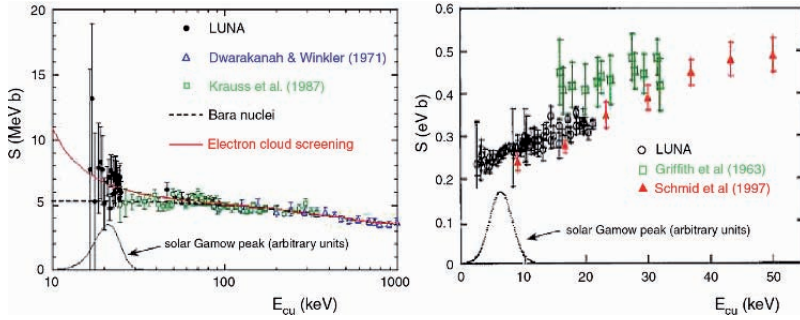 20
15
10
5
0
S (MeV b)
LUNA
Dwarakanah & Winkler (1971)
Krauss et al. (1987)
Bara nuclei
Electron cloud screening
solar Gamow peak (arbitrary units)
10
100
1000
E_cu (keV)
0.6
0.5
0.4
0.3
0.2
0.1
0
S (eV b)
LUNA
Griffith et al (1963)
Schmid et al (1997)
solar Gamow peak (arbitrary units)
0
10
20
30
40
50
E_cu (keV)